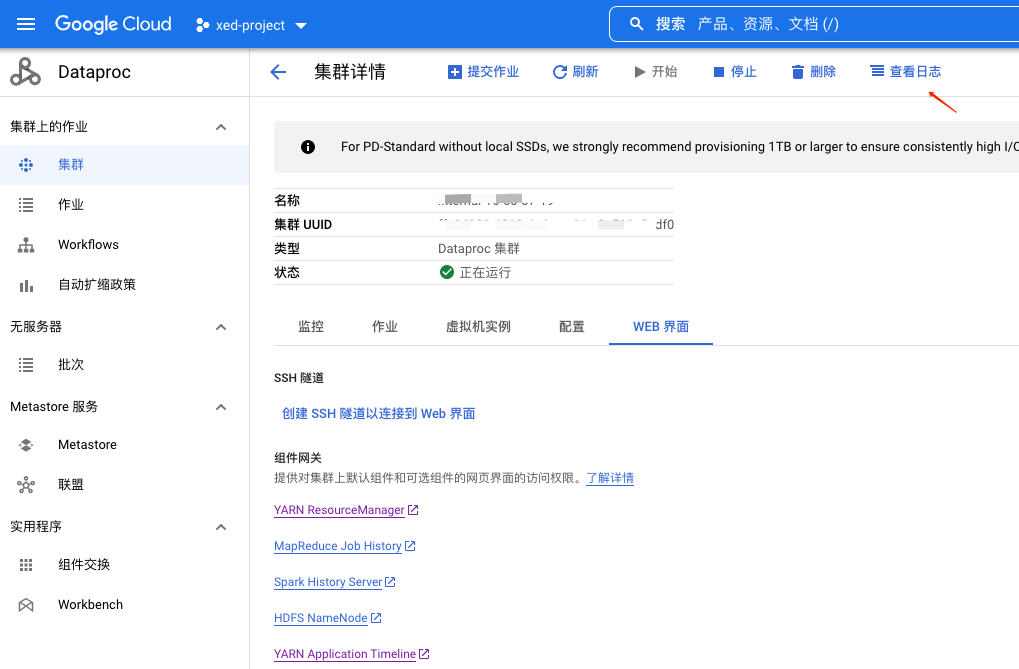 Google Cloud xed-project 搜索 产品、资源、文档 (/)
Dataproc
集群详情 提交作业 刷新 开始 停止 删除 查看日志
集群上的作业
集群
作业
Workflows
自动扩缩政策
无服务器
批次
Metastore 服务
Metastore
联盟
实用程序
组件交换
Workbench
For PD-Standard without local SSDs, we strongly recommend provisioning 1TB or larger to ensure consistently high I/O
名称
集群 UUID df0
类型 Dataproc 集群
状态 正在运行
监控 作业 虚拟机实例 配置 WEB 界面
SSH 隧道
创建 SSH 隧道以连接到 Web 界面
组件网关
提供对集群上默认组件和可选组件的网页界面的访问权限。了解详情
YARN ResourceManager
MapReduce Job History
Spark History Server
HDFS NameNode
YARN Application Timeline